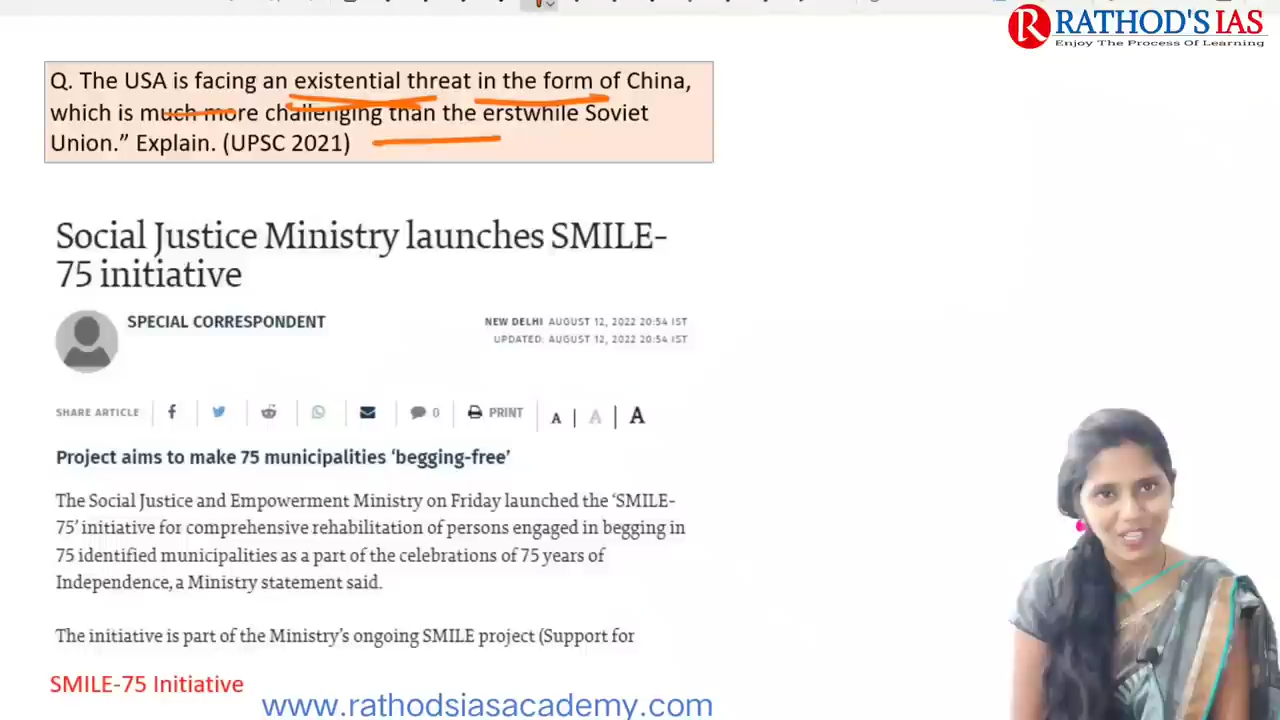 RATHOD'S IAS
Enjoy The Process Of Learning
Q. The USA is facing an existential threat in the form of China,
which is much more challenging than the erstwhile Soviet
Union.” Explain. (UPSC 2021)
Social Justice Ministry launches SMILE-
75 initiative
SPECIAL CORRESPONDENT
NEW DELHI AUGUST 12, 2022 20:54 IST
UPDATED: AUGUST 12, 2022 20:54 IST
SHARE ARTICLE 0 PRINT A A A
Project aims to make 75 municipalities ‘begging-free’
The Social Justice and Empowerment Ministry on Friday launched the ‘SMILE-
75’ initiative for comprehensive rehabilitation of persons engaged in begging in
75 identified municipalities as a part of the celebrations of 75 years of
Independence, a Ministry statement said.
The initiative is part of the Ministry’s ongoing SMILE project (Support for
SMILE-75 Initiative
www.rathodsiasacademy.com